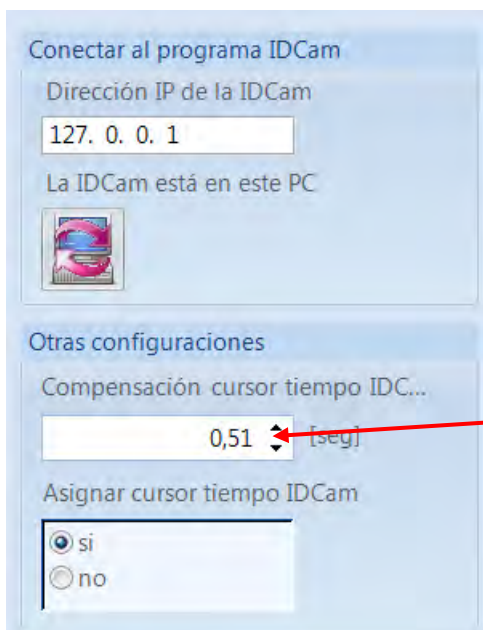 Conectar al programa IDCam
Dirección IP de la IDCam
127. 0. 0. 1
La IDCam está en este PC
Otras configuraciones
Compensación cursor tiempo IDC...
0,51 [seg]
Asignar cursor tiempo IDCam
si
no